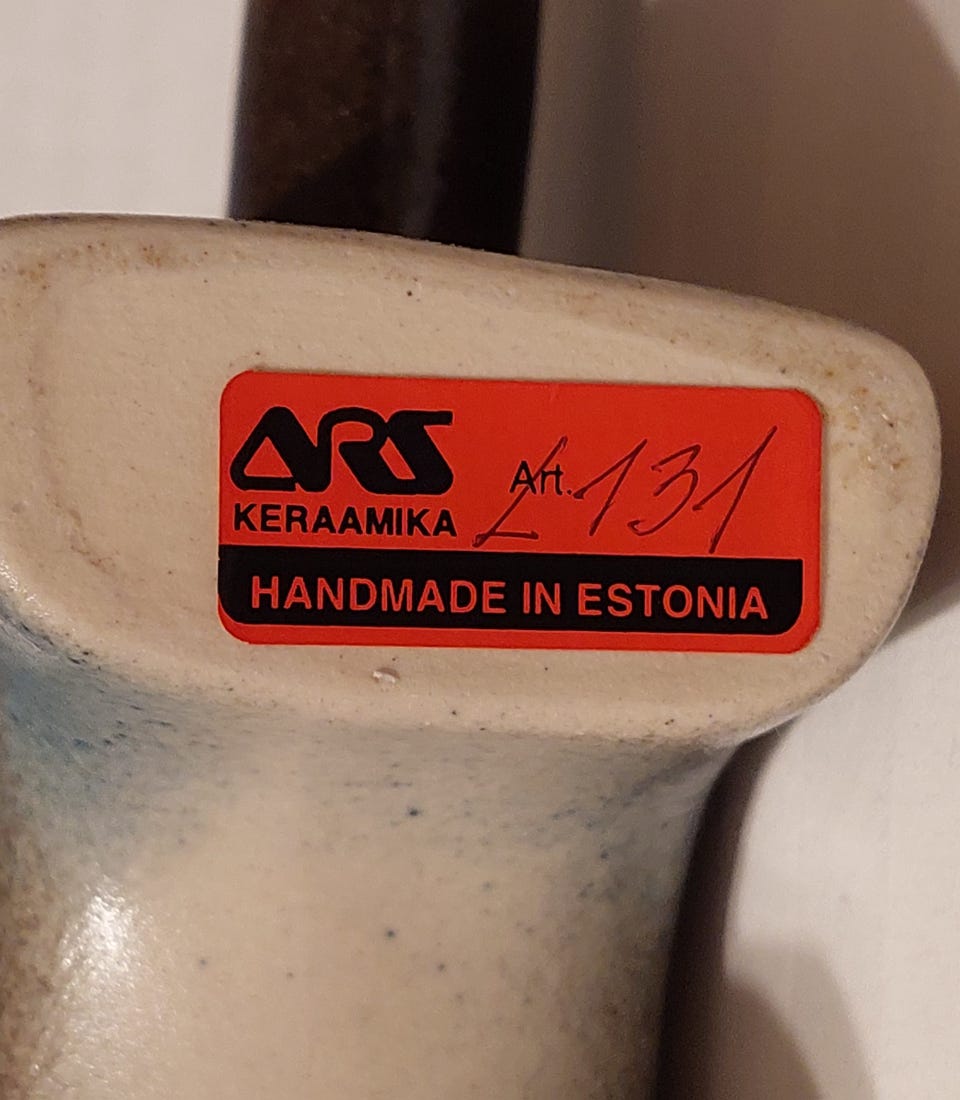 ARS
KERAAMIKA
Art. L131
HANDMADE IN ESTONIA